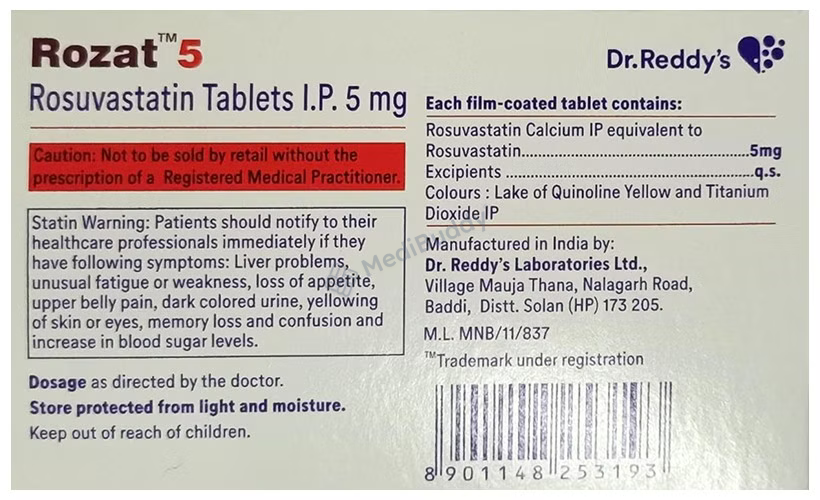 Rozat™5
Rosuvastatin Tablets I.P. 5 mg
Caution: Not to be sold by retail without the
prescription of a Registered Medical Practitioner.
Statin Warning: Patients should notify to their
healthcare professionals immediately if they
have following symptoms: Liver problems,
unusual fatigue or weakness, loss of appetite,
upper belly pain, dark colored urine, yellowing
of skin or eyes, memory loss and confusion and
increase in blood sugar levels.
Dosage as directed by the doctor.
Store protected from light and moisture.
Keep out of reach of children.
Dr.Reddy's
Each film-coated tablet contains:
Rosuvastatin Calcium IP equivalent to
Rosuvastatin..................................................5mg
Excipients ......................................................q.s.
Colours : Lake of Quinoline Yellow and Titanium
Dioxide IP
Manufactured in India by:
Dr. Reddy's Laboratories Ltd.,
Village Mauja Thana, Nalagarh Road,
Baddi, Distt. Solan (HP) 173 205.
M.L. MNB/11/837
™Trademark under registration
8 901148 253193
MediBuddy